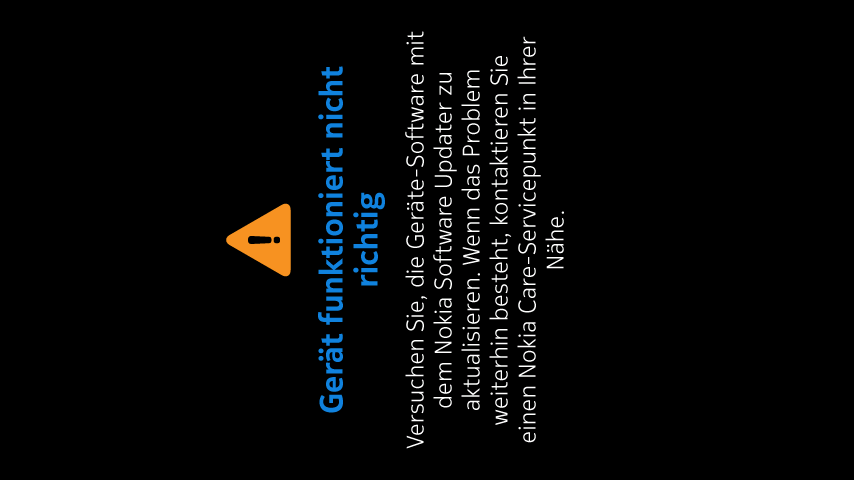 Gerät funktioniert nicht
richtig
Versuchen Sie, die Geräte-Software mit
dem Nokia Software Updater zu
aktualisieren. Wenn das Problem
weiterhin besteht, kontaktieren Sie
einen Nokia Care-Servicepunkt in Ihrer
Nähe.